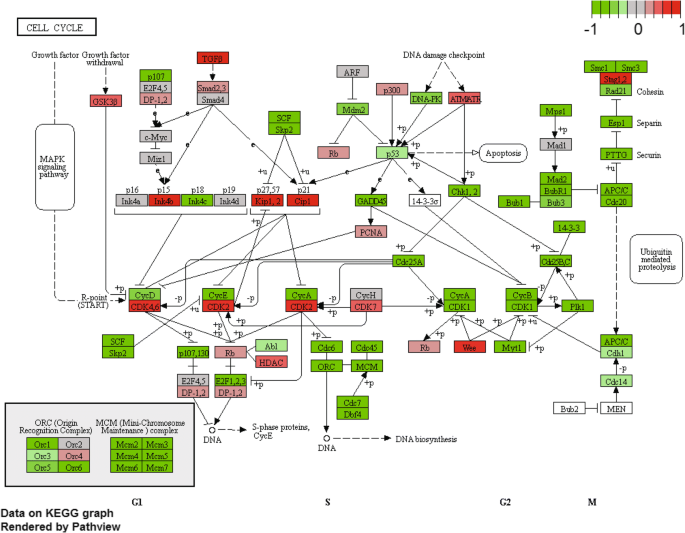 CELL CYCLE
-1 0 1
Growth factor
Growth factor
withdrawal
TGFβ
DNA damage checkpoint
Smc1 Smc3
Stag1,2
Rad21
Cohesin
p107
E2F4,5
DP-1,2
Smad2,3
Smad4
ARF
p300
DNA-PK
ATM/ATR
GSK3β
SCF
Skp2
Mdm2
Mps1
Esp1
Separin
c-Myc
Rb
p53
Apoptosis
Mad1
PTTG
Securin
Miz1
MAPK
signaling
pathway
p16 p15 p18 p19
Ink4a Ink4b Ink4c Ink4d
p27,57 p21
Kip1, 2 Cip1
GADD45
14-3-3σ
Chk1, 2
Mad2
BubR1
Bub3
Bub1
APC/C
Cdc20
PCNA
14-3-3
Ubiquitin
mediated
proteolysis
Cdc25A
Cdc25B,C
R-point
(START)
CycD
CDK4,6
CycE
CDK2
CycA
CDK2
CycH
CDK7
CycA
CDK1
CycB
CDK1
Plk1
SCF
Skp2
p107,130
Rb
Abl
HDAC
Cdc6
Cdc45
ORC
MCM
Rb
Wee
Myt1
APC/C
Cdh1
E2F4,5
DP-1,2
E2F1,2,3
DP-1,2
Cdc7
Dbf4
Cdc14
Bub2
MEN
DNA
S-phase proteins,
CycE
DNA
DNA biosynthesis
ORC (Origin
Recognition Complex)
MCM (Mini-Chromosome
Maintenance ) complex
Orc1 Orc2 Mcm2 Mcm3
Orc3 Orc4 Mcm4 Mcm5
Orc5 Orc6 Mcm6 Mcm7
G1 S G2 M
Data on KEGG graph
Rendered by Pathview